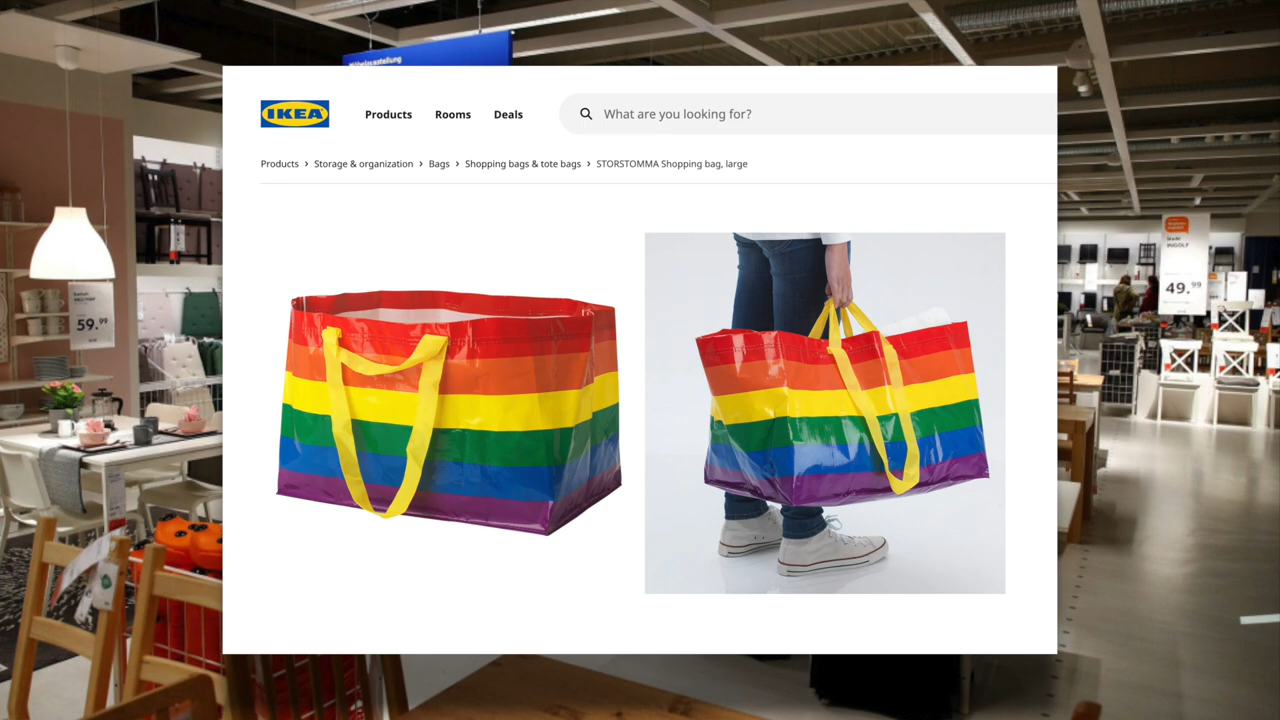 IKEA
Products
Rooms
Deals
What are you looking for?
Products › Storage & organization › Bags › Shopping bags & tote bags › STORSTOMMA Shopping bag, large
59.99
49.99
INGOLF